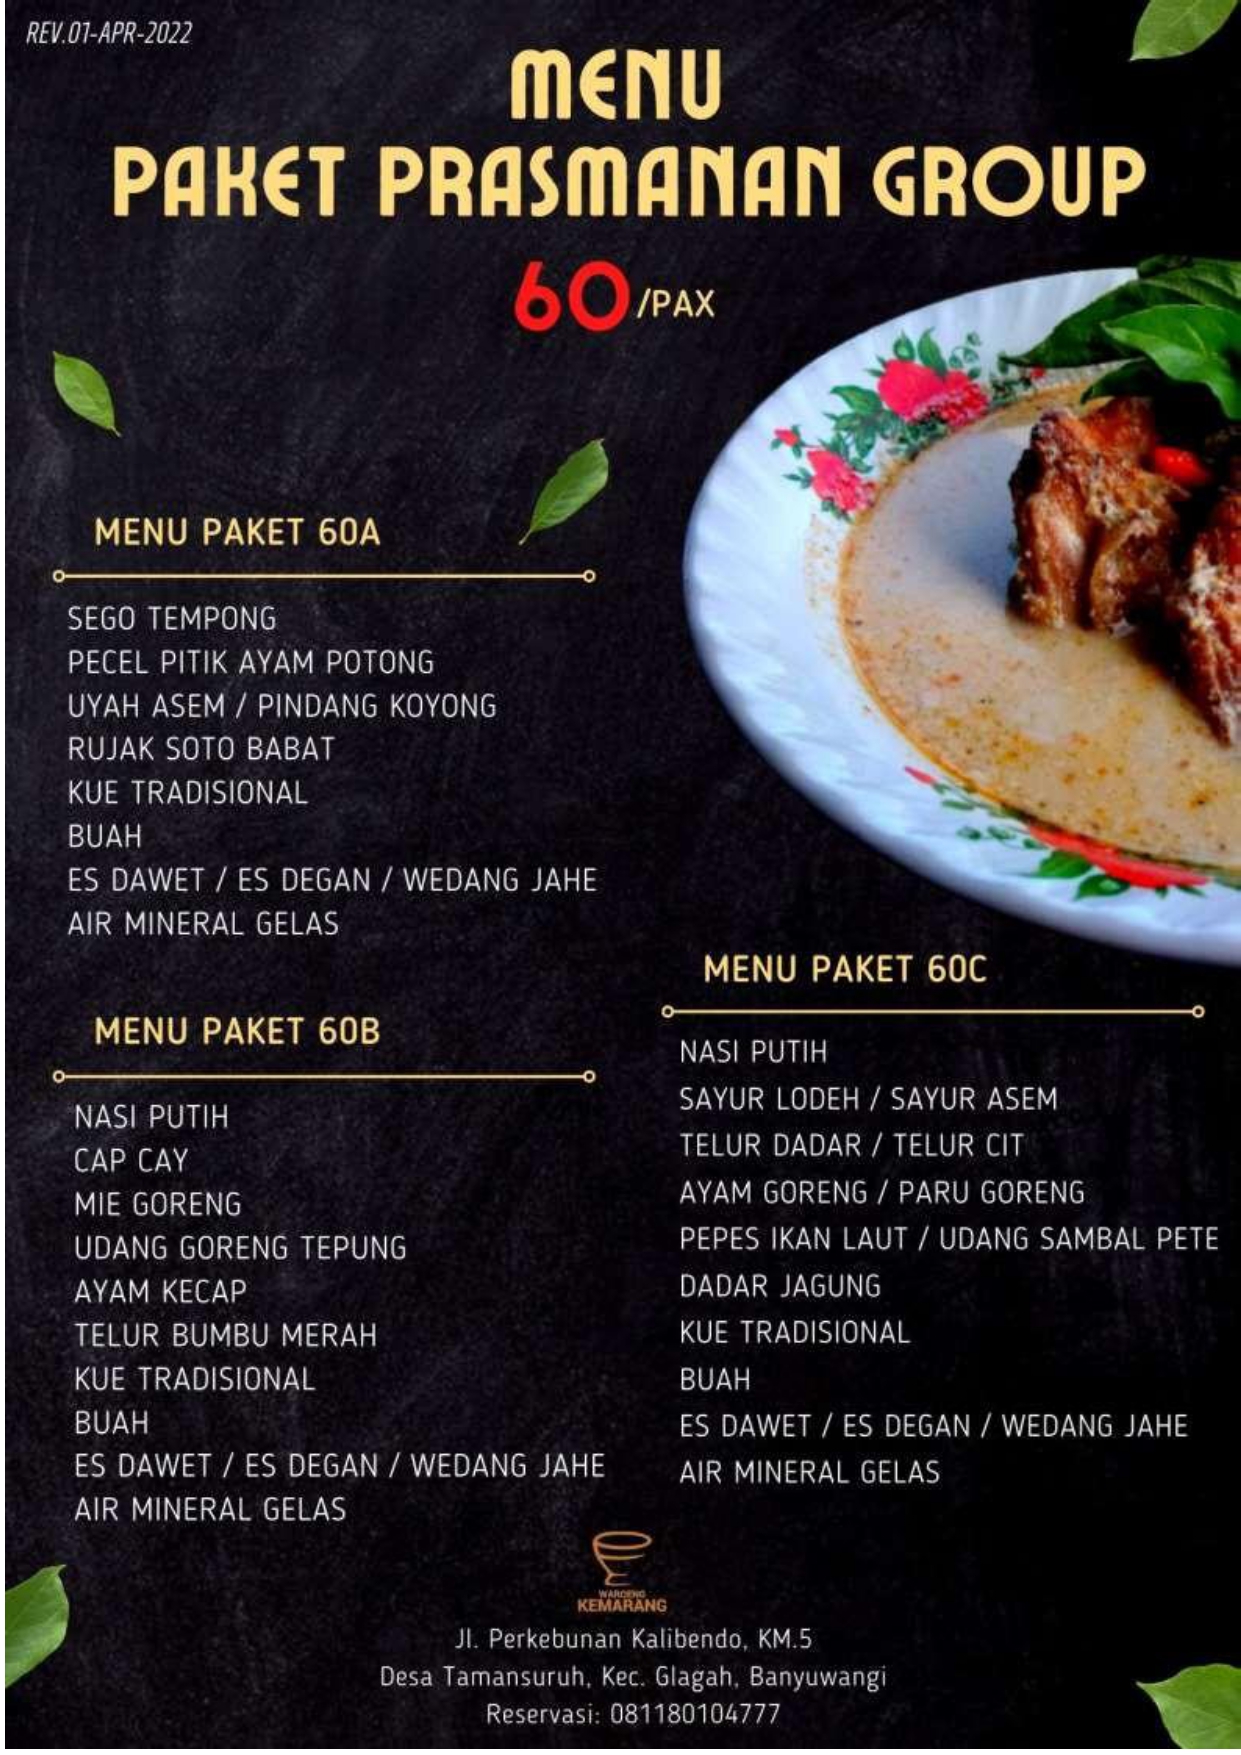 REV.01-APR-2022
MENU
PAKET PRASMANAN GROUP
60/PAX
MENU PAKET 60A
SEGO TEMPONG
PECEL PITIK AYAM POTONG
UYAH ASEM / PINDANG KOYONG
RUJAK SOTO BABAT
KUE TRADISIONAL
BUAH
ES DAWET / ES DEGAN / WEDANG JAHE
AIR MINERAL GELAS
MENU PAKET 60B
NASI PUTIH
CAP CAY
MIE GORENG
UDANG GORENG TEPUNG
AYAM KECAP
TELUR BUMBU MERAH
KUE TRADISIONAL
BUAH
ES DAWET / ES DEGAN / WEDANG JAHE
AIR MINERAL GELAS
MENU PAKET 60C
NASI PUTIH
SAYUR LODEH / SAYUR ASEM
TELUR DADAR / TELUR CIT
AYAM GORENG / PARU GORENG
PEPES IKAN LAUT / UDANG SAMBAL PETE
DADAR JAGUNG
KUE TRADISIONAL
BUAH
ES DAWET / ES DEGAN / WEDANG JAHE
AIR MINERAL GELAS
WAROENG
KEMARANG
Jl. Perkebunan Kalibendo, KM.5
Desa Tamansuruh, Kec. Glagah, Banyuwangi
Reservasi: 081180104777